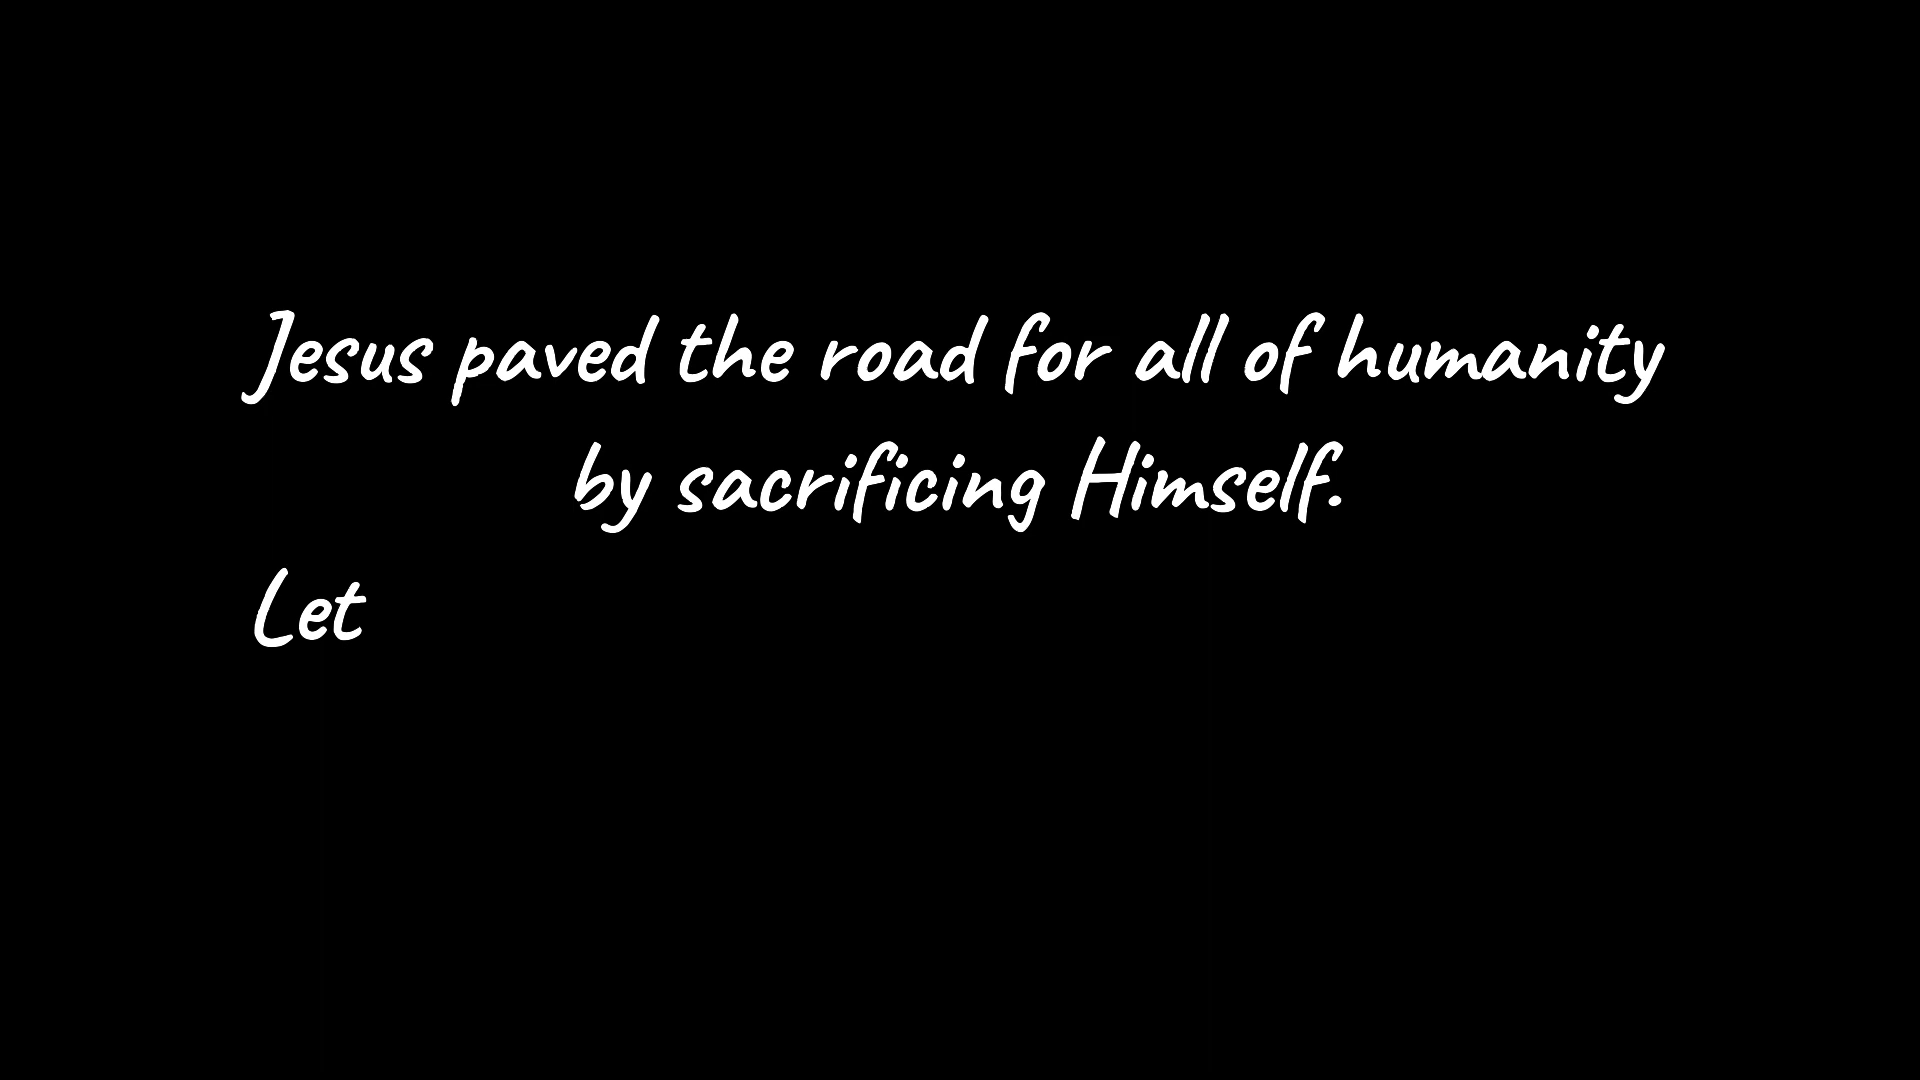 Jesus paved the road for all of humanity
by sacrificing Himself.
Let